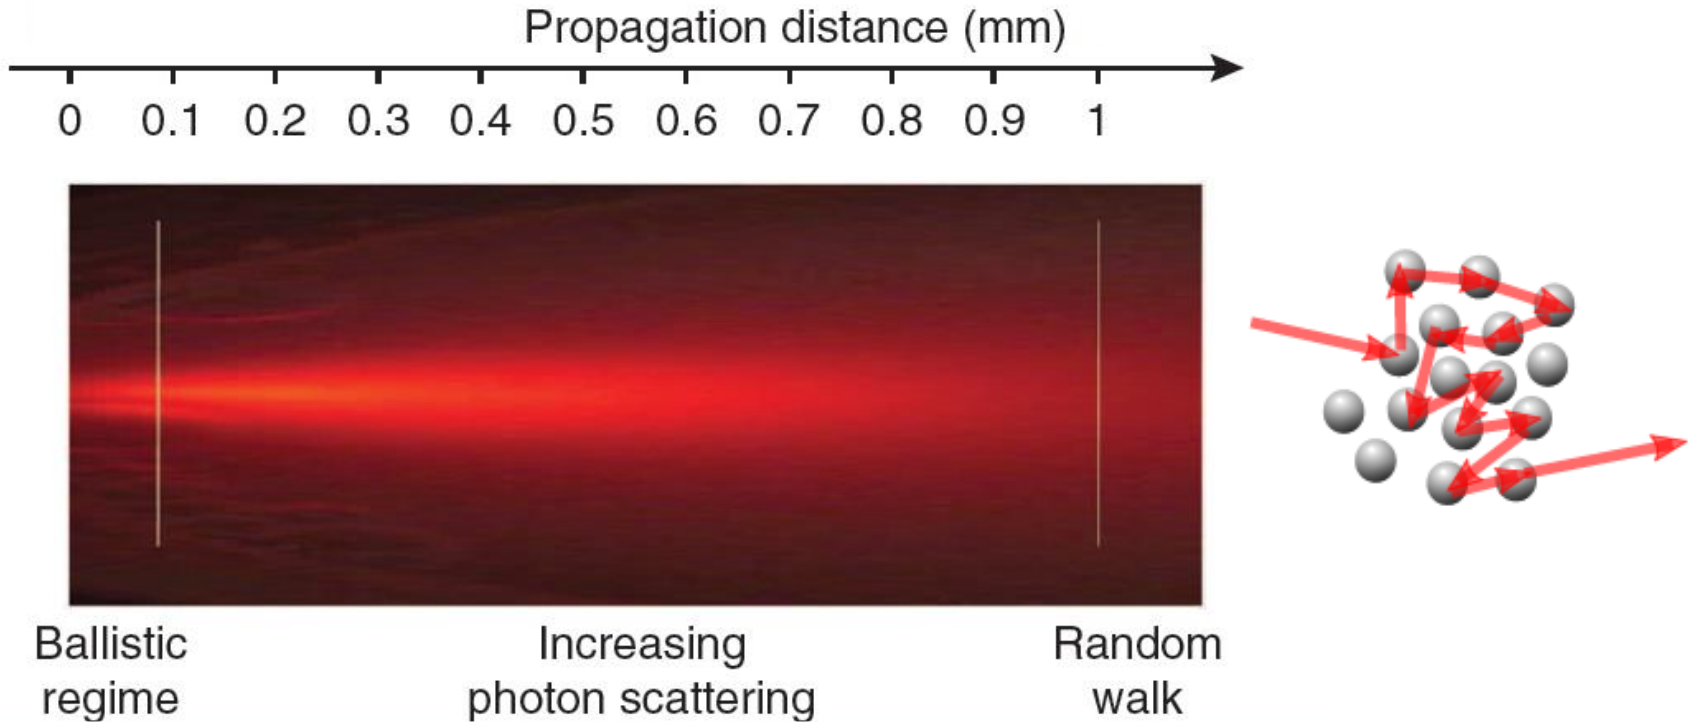 Propagation distance (mm)
0 0.1 0.2 0.3 0.4 0.5 0.6 0.7 0.8 0.9 1
Ballistic
regime
Increasing
photon scattering
Random
walk